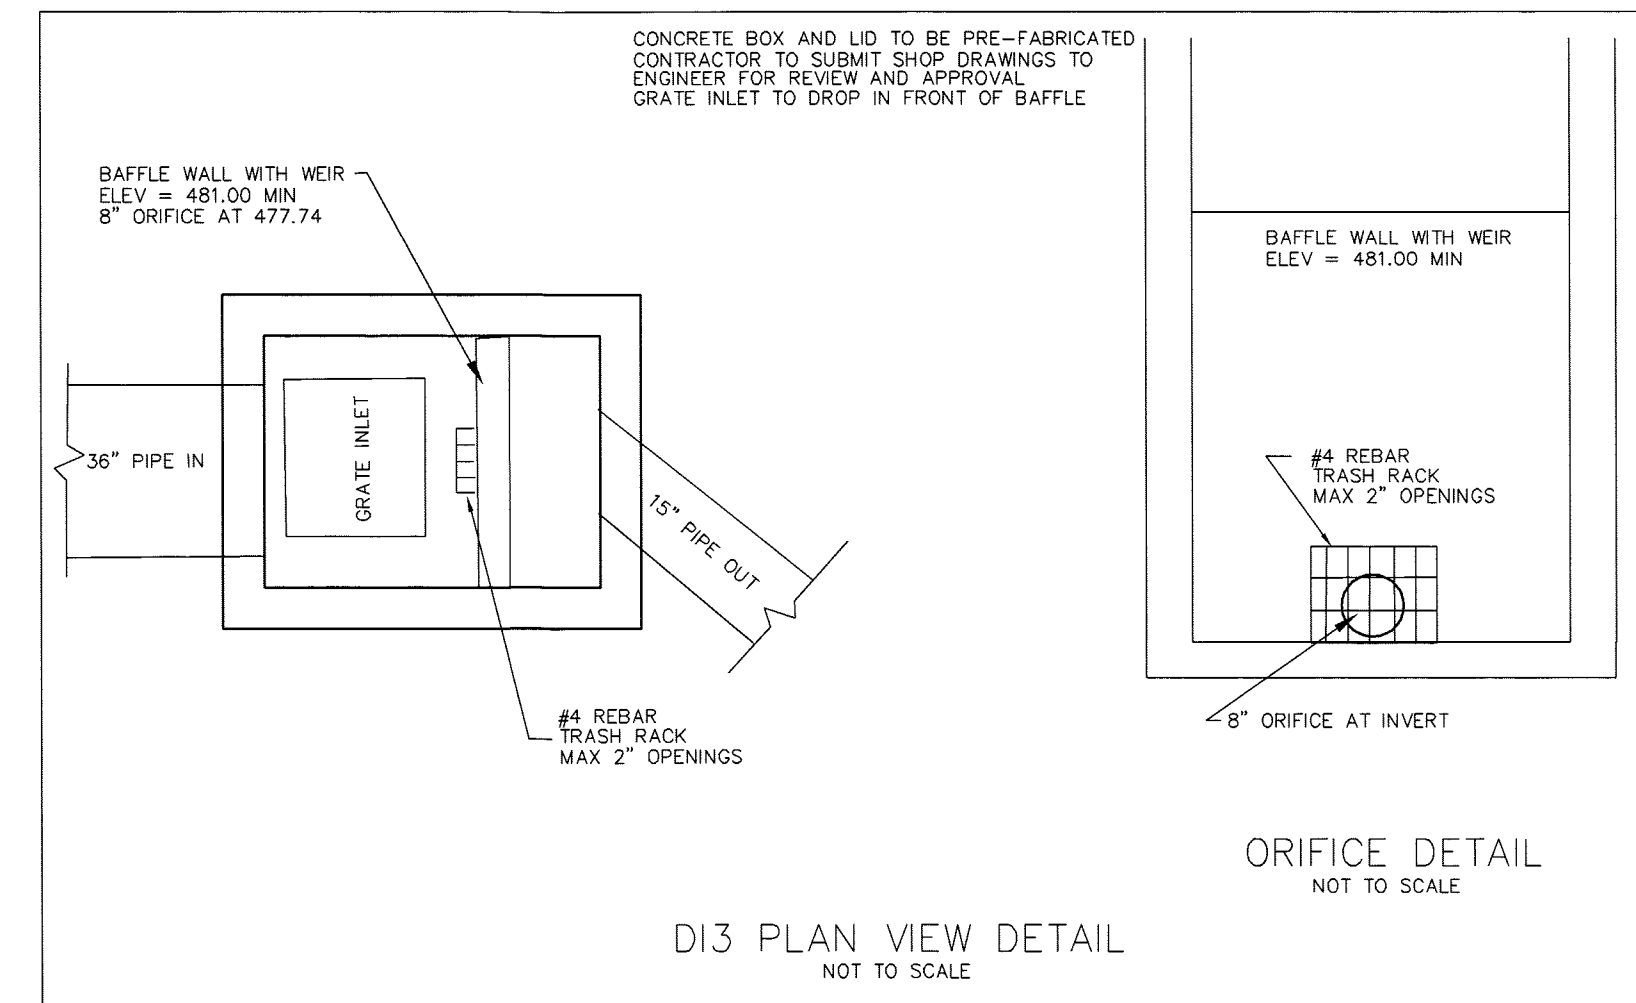 CONCRETE BOX AND LID TO BE PRE-FABRICATED
CONTRACTOR TO SUBMIT SHOP DRAWINGS TO
ENGINEER FOR REVIEW AND APPROVAL
GRATE INLET TO DROP IN FRONT OF BAFFLE
BAFFLE WALL WITH WEIR
ELEV = 481.00 MIN
8" ORIFICE AT 477.74
36" PIPE IN
GRATE INLET
15" PIPE OUT
#4 REBAR
TRASH RACK
MAX 2" OPENINGS
DI3 PLAN VIEW DETAIL
NOT TO SCALE
BAFFLE WALL WITH WEIR
ELEV = 481.00 MIN
#4 REBAR
TRASH RACK
MAX 2" OPENINGS
8" ORIFICE AT INVERT
ORIFICE DETAIL
NOT TO SCALE